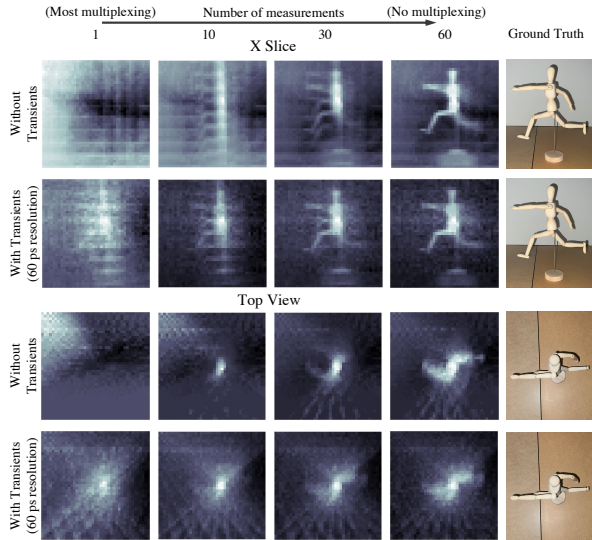 (Most multiplexing) Number of measurements (No multiplexing)
1 10 30 60 Ground Truth
X Slice
Without
Transients
With Transients
(60 ps resolution)
Top View
Without
Transients
With Transients
(60 ps resolution)